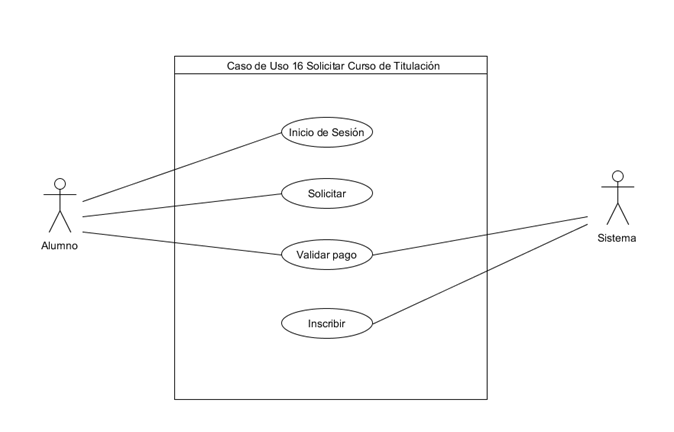 Caso de Uso 16 Solicitar Curso de Titulación
Inicio de Sesión
Solicitar
Alumno
Sistema
Validar pago
Inscribir